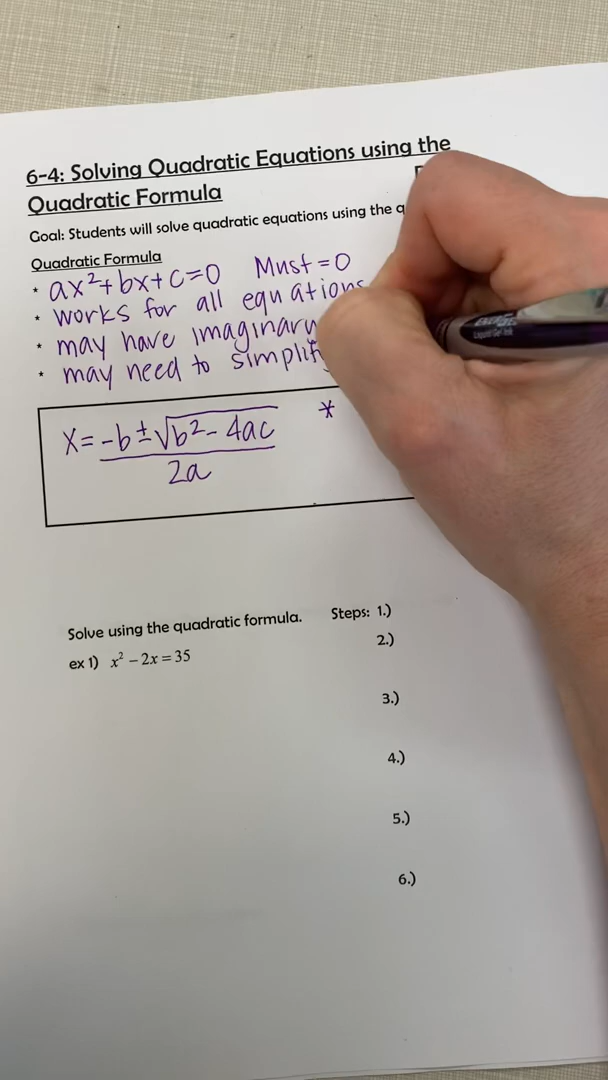 6-4: Solving Quadratic Equations using the
Quadratic Formula
Goal: Students will solve quadratic equations using the
Quadratic Formula
* ax²+bx+c=0 Must=0
* works for all equations
* may have imaginary
* may need to
x = -b±√b²-4ac *
2a
Solve using the quadratic formula. Steps: 1.)
ex 1) x² – 2x = 35 2.)
3.)
4.)
5.)
6.)